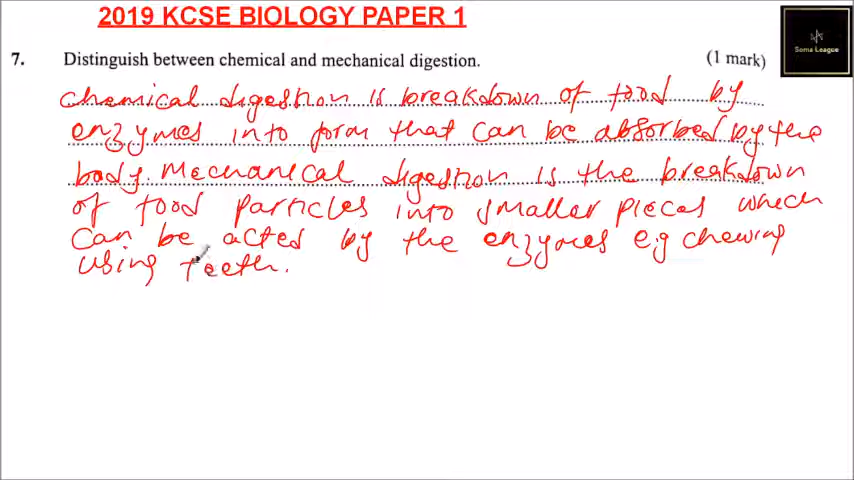 2019 KCSE BIOLOGY PAPER 1
7. Distinguish between chemical and mechanical digestion. (1 mark)
Soma League
chemical digestion is breakdown of food by
enzymes into form that can be absorbed by the
body. Mechanical digestion is the breakdown
of food particles into smaller pieces which
can be acted by the enzymes e.g chewing
using teeth.